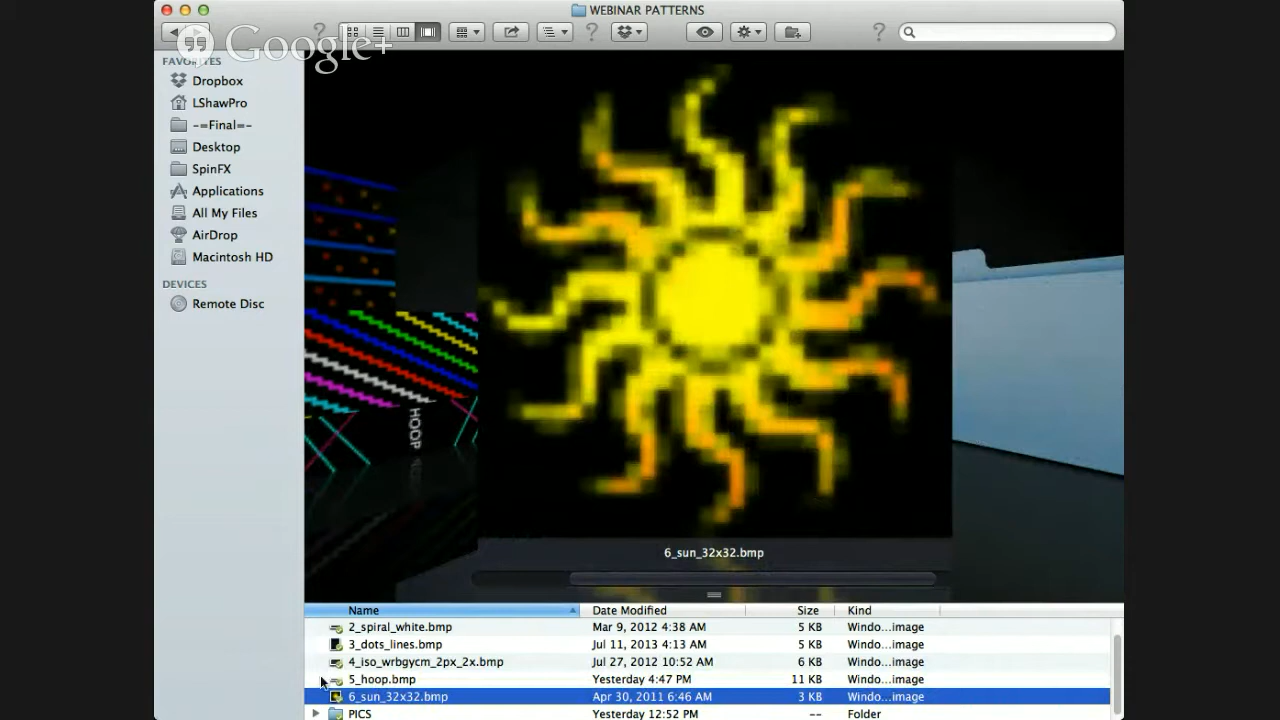 WEBINAR PATTERNS
Google+
FAVORITES
Dropbox
LShawPro
-=Final=-
Desktop
SpinFX
Applications
All My Files
AirDrop
Macintosh HD
DEVICES
Remote Disc
HOOP
6_sun_32x32.bmp
Name Date Modified Size Kind
2_spiral_white.bmp Mar 9, 2012 4:38 AM 5 KB Windo...image
3_dots_lines.bmp Jul 11, 2013 4:13 AM 5 KB Windo...image
4_iso_wrbgycm_2px_2x.bmp Jul 27, 2012 10:52 AM 5 KB Windo...image
5_hoop.bmp Yesterday 4:47 PM 11 KB Windo...image
6_sun_32x32.bmp Apr 30, 2011 6:46 AM 3 KB Windo...image
PICS Yesterday 12:52 PM -- Folder